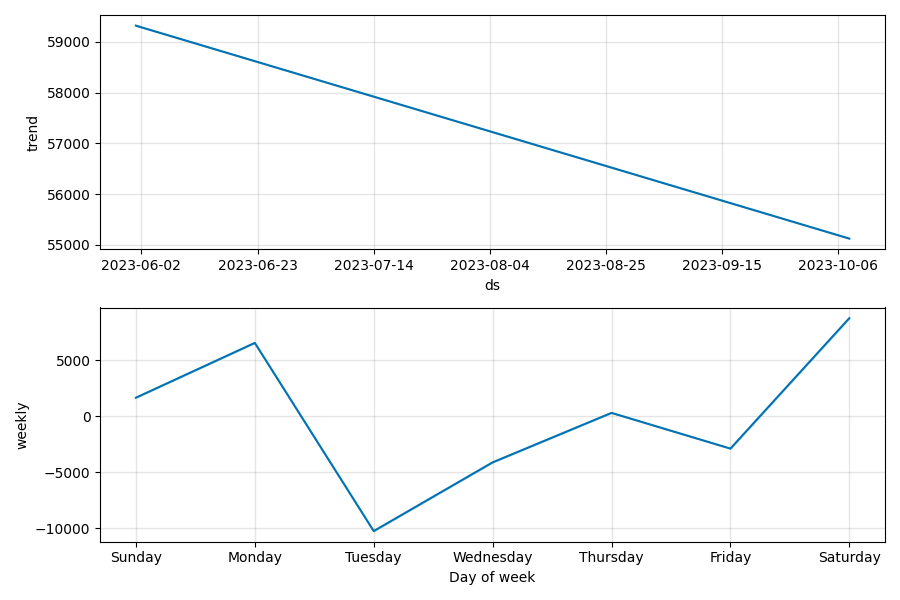 59000
58000
57000
56000
55000
trend
2023-06-02 2023-06-23 2023-07-14 2023-08-04 2023-08-25 2023-09-15 2023-10-06
ds
5000
0
−5000
−10000
weekly
Sunday Monday Tuesday Wednesday Thursday Friday Saturday
Day of week